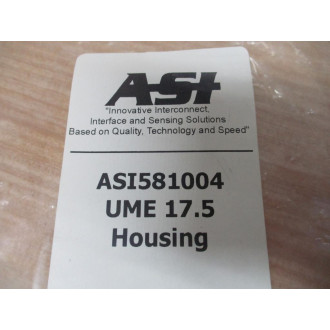 ASI
"Innovative Interconnect,
Interface and Sensing Solutions
Based on Quality, Technology and Speed"
ASI581004
UME 17.5
Housing